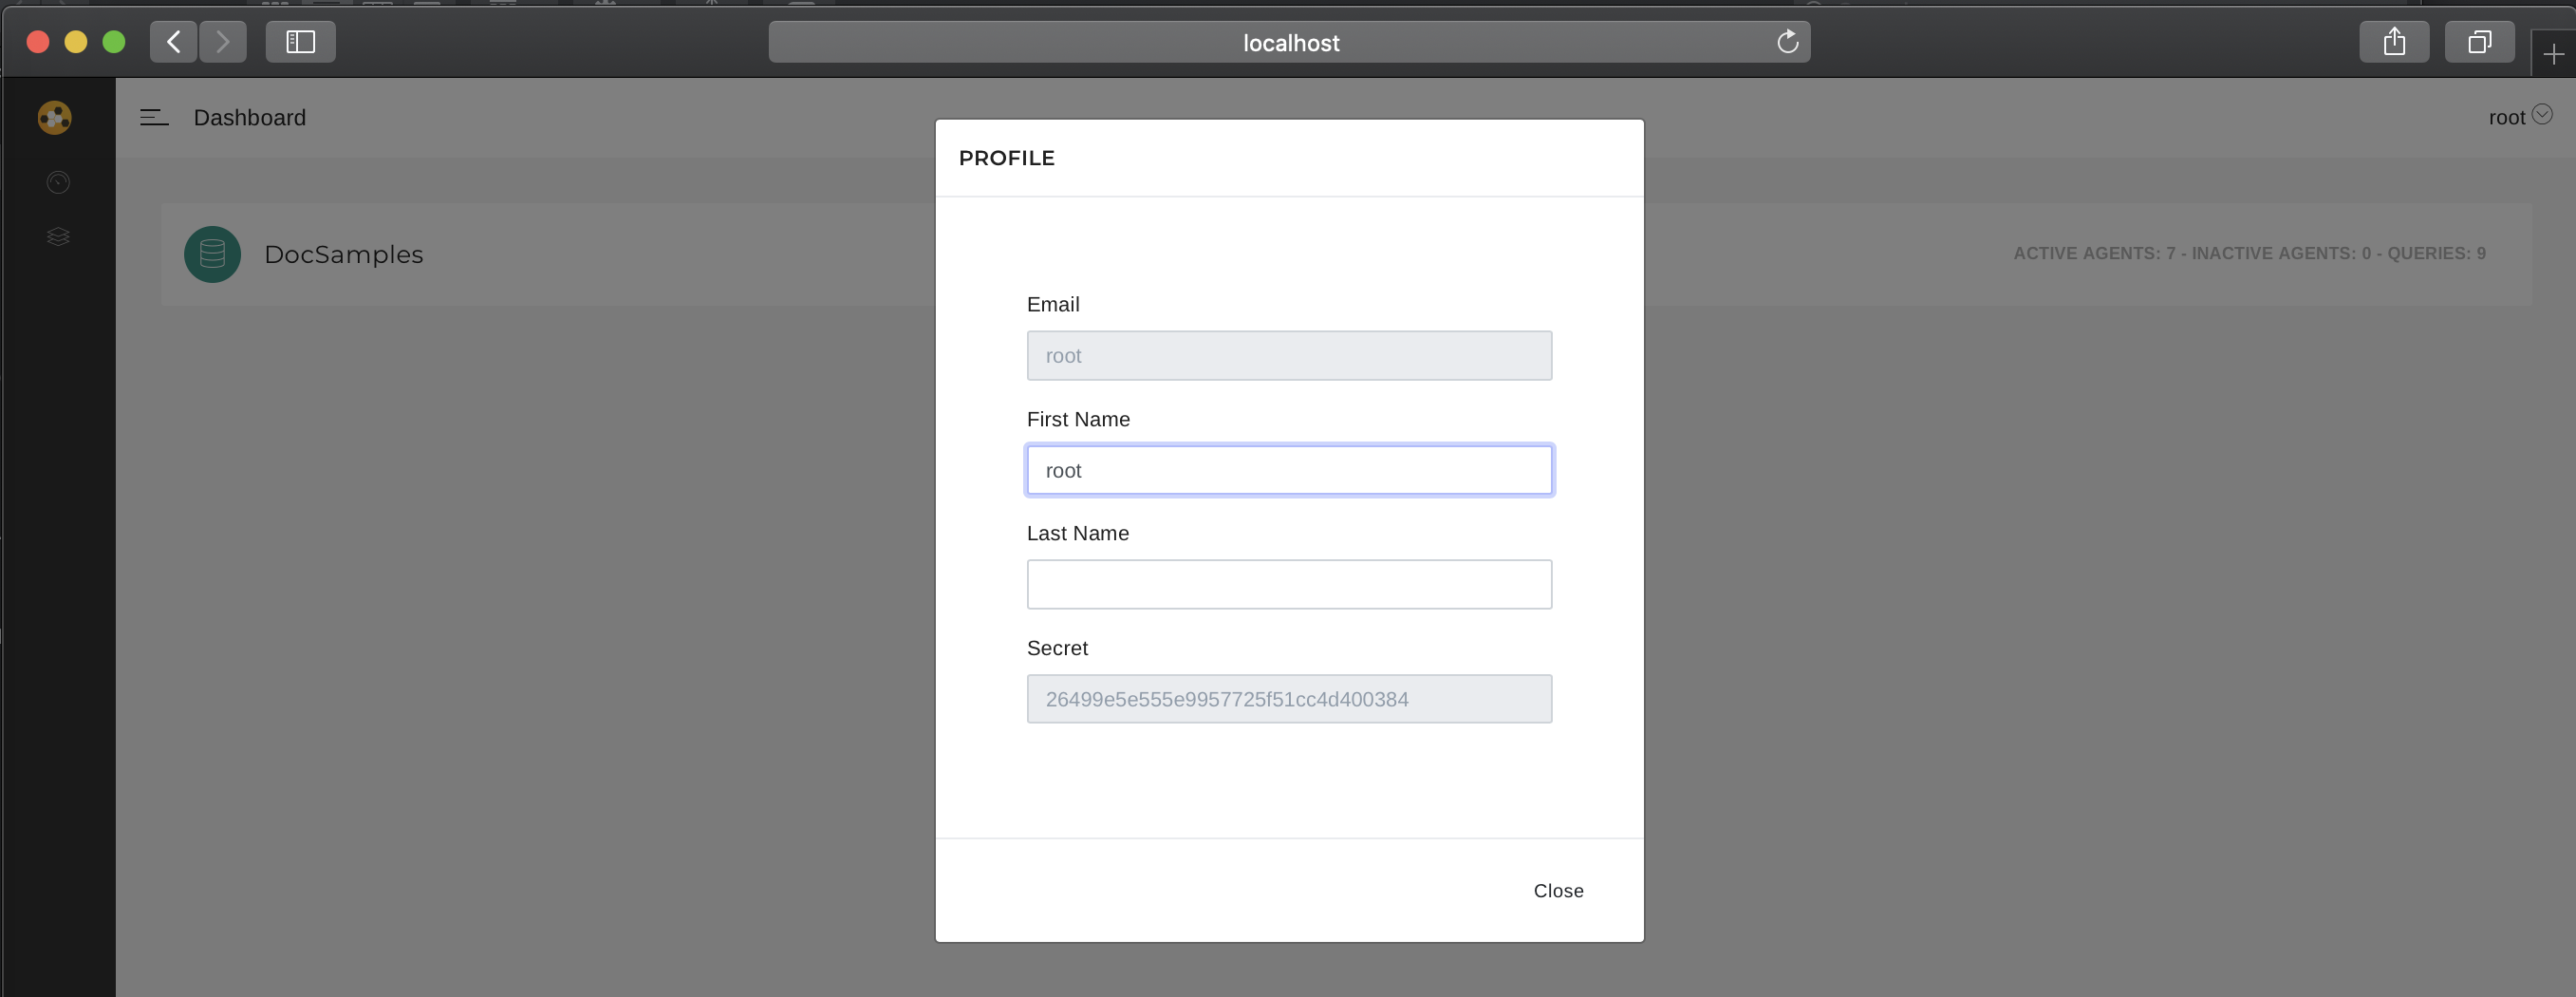 localhost
Dashboard
root
PROFILE
DocSamples
ACTIVE AGENTS: 7 - INACTIVE AGENTS: 0 - QUERIES: 9
Email
root
First Name
root
Last Name
Secret
26499e5e555e9957725f51cc4d400384
Close